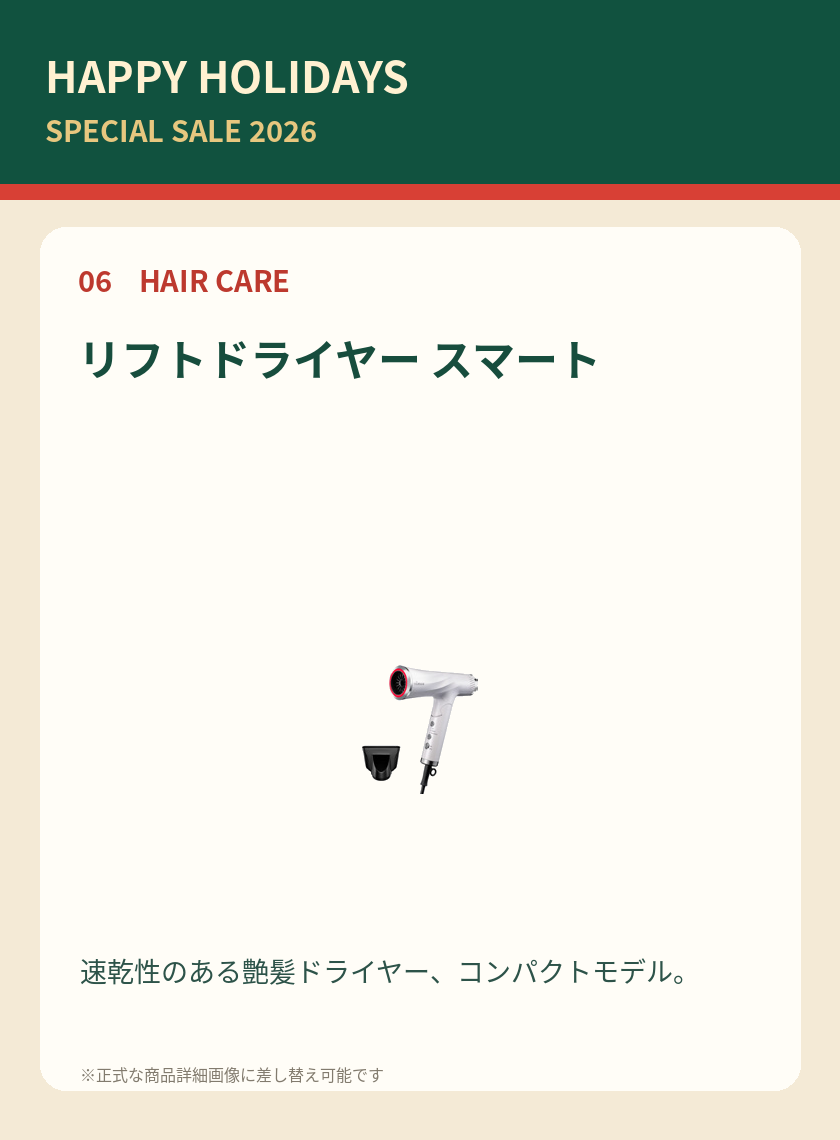 HAPPY HOLIDAYS
SPECIAL SALE 2026
06 HAIR CARE
リフトドライヤー スマート
速乾性のある艶髪ドライヤー、コンパクトモデル。
※正式な商品詳細画像に差し替え可能です